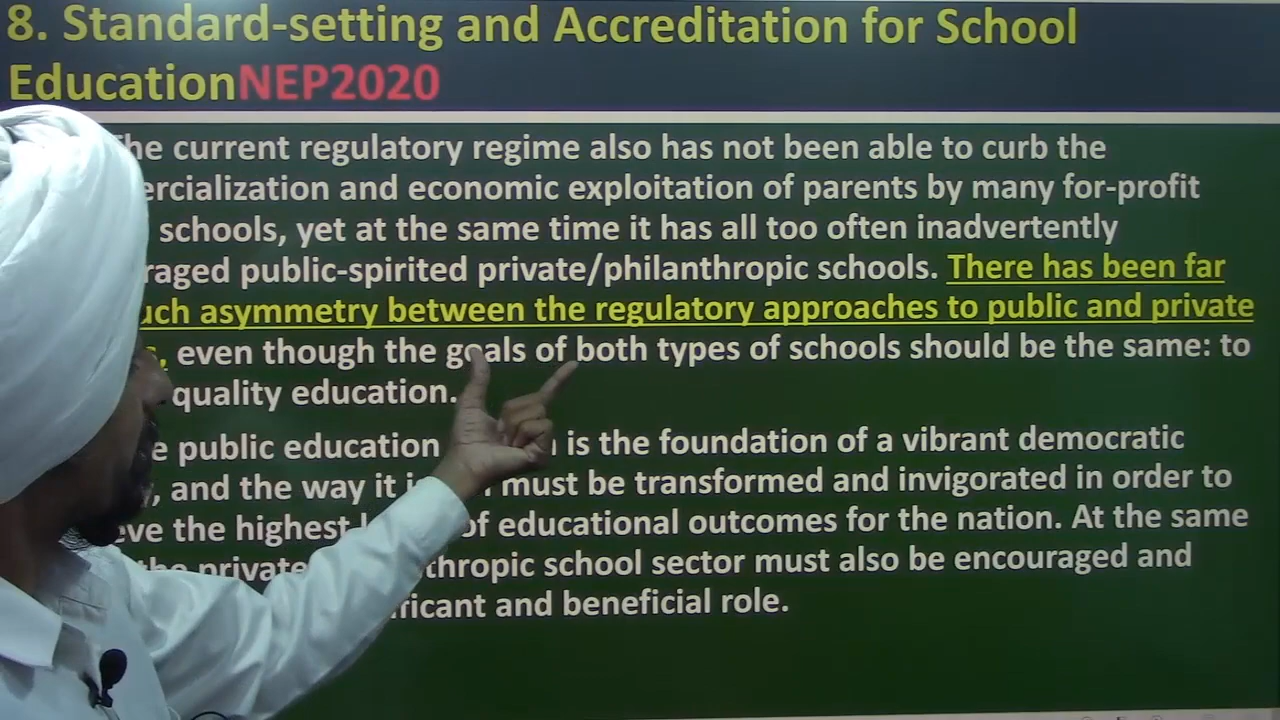 8. Standard-setting and Accreditation for School
EducationNEP2020
The current regulatory regime also has not been able to curb the
ercialization and economic exploitation of parents by many for-profit
schools, yet at the same time it has all too often inadvertently
raged public-spirited private/philanthropic schools. There has been far
uch asymmetry between the regulatory approaches to public and private
s, even though the goals of both types of schools should be the same: to
quality education.
e public education is the foundation of a vibrant democratic
, and the way it must be transformed and invigorated in order to
eve the highest of educational outcomes for the nation. At the same
the private thropic school sector must also be encouraged and
ficant and beneficial role.